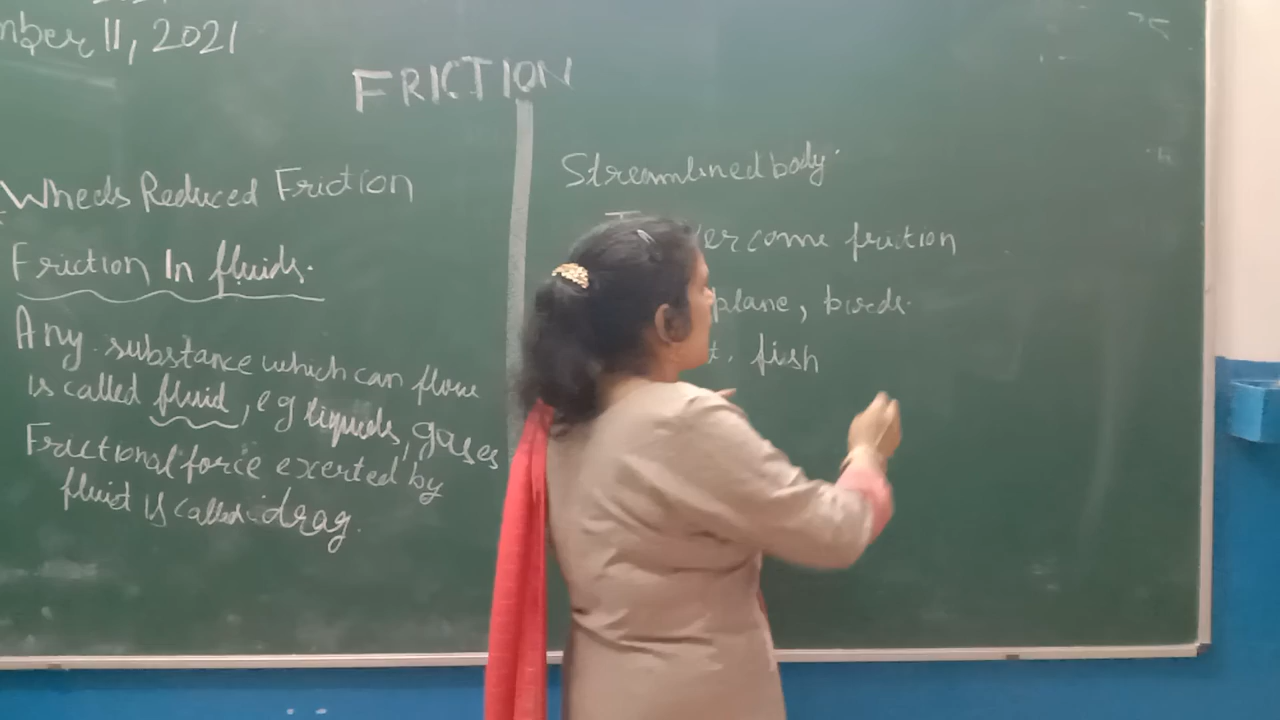 11, 2021
FRICTION
Wheels Reduced Friction
Friction In fluids.
Any substance which can flow
is called fluid, eg liquids, gases
Frictional force exerted by
fluid is called drag.
Streamlined body
come friction
plane, birds.
fish